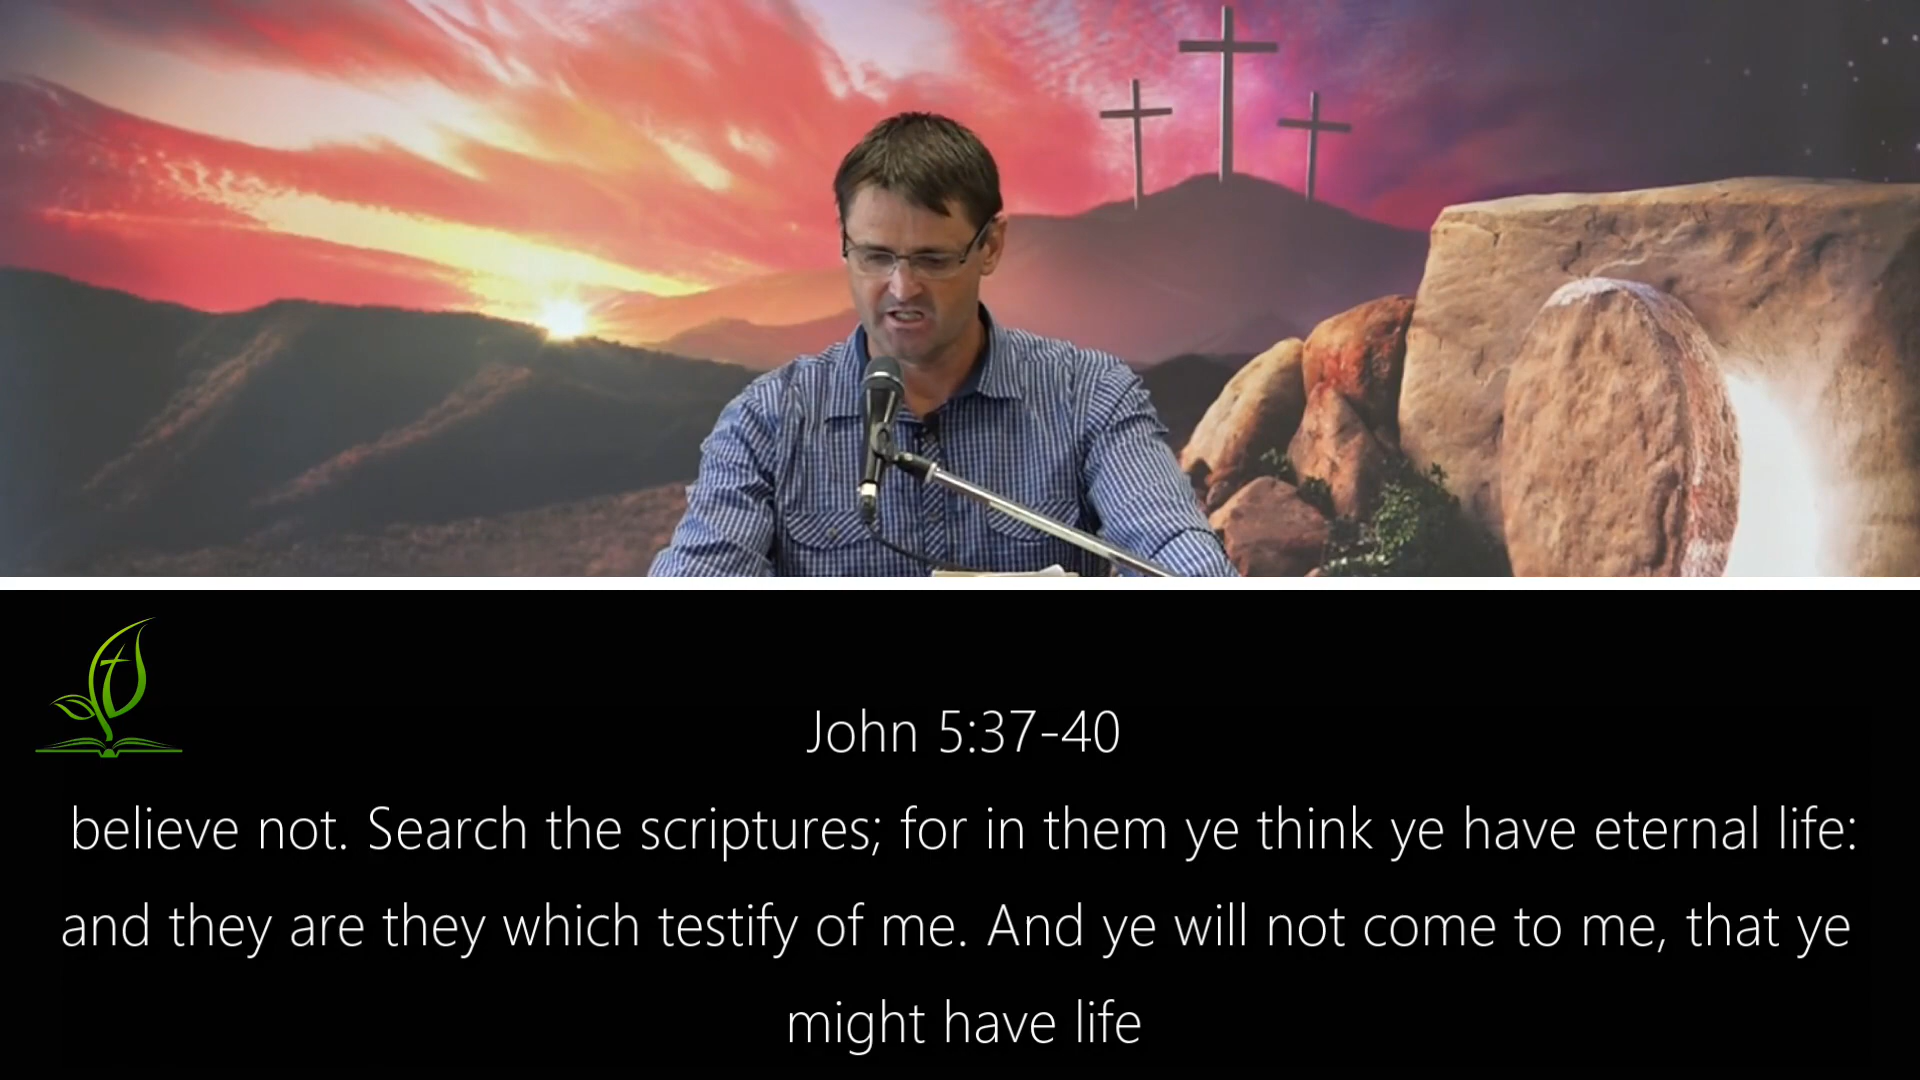 John 5:37-40
believe not. Search the scriptures; for in them ye think ye have eternal life:
and they are they which testify of me. And ye will not come to me, that ye
might have life